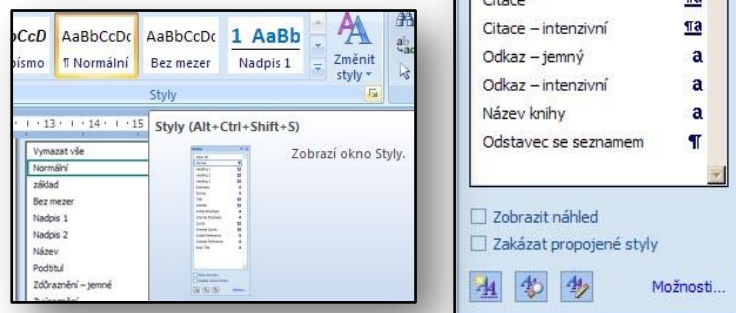 AaBbCcDc AaBbCcDc 1 AaBb
¶ Normální Bez mezer Nadpis 1
Změnit
styly
Styly
· 13 · · · 14 · · · 15
Styly (Alt+Ctrl+Shift+S)
Zobrazí okno Styly.
Vymazat vše
Normální
základ
Bez mezer
Nadpis 1
Nadpis 2
Název
Podtitul
Zdůraznění – jemné
Citace ¶a
Citace – intenzivní ¶a
Odkaz – jemný a
Odkaz – intenzivní a
Název knihy a
Odstavec se seznamem ¶
Zobrazit náhled
Zakázat propojené styly
Možnosti...